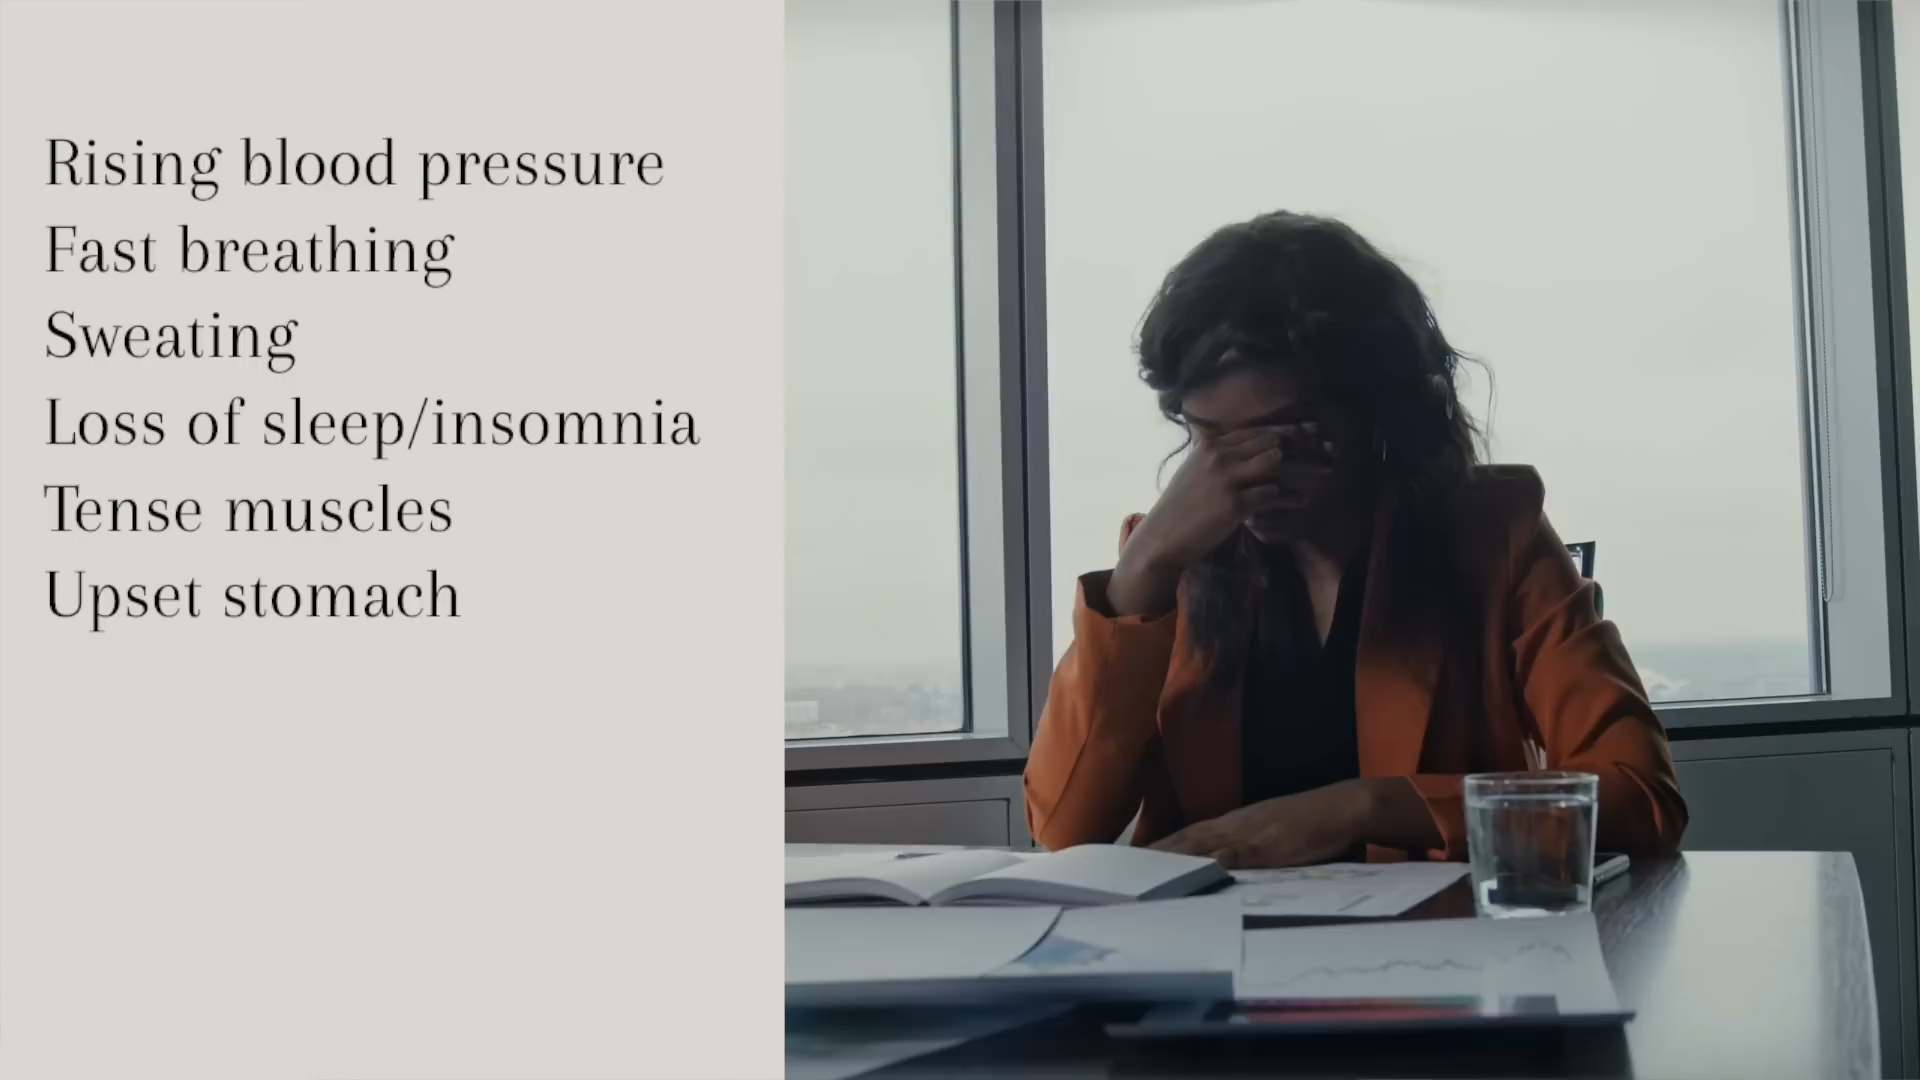 Rising blood pressure
Fast breathing
Sweating
Loss of sleep/insomnia
Tense muscles
Upset stomach